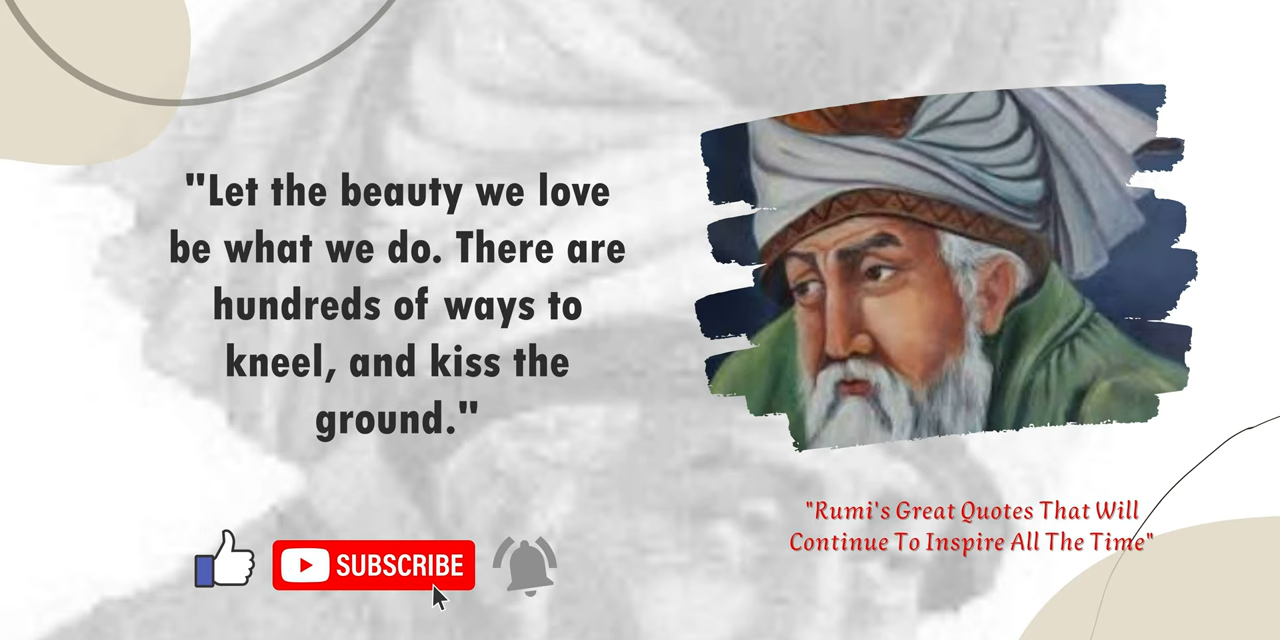 "Let the beauty we love
be what we do. There are
hundreds of ways to
kneel, and kiss the
ground."
"Rumi's Great Quotes That Will
Continue To Inspire All The Time"
SUBSCRIBE